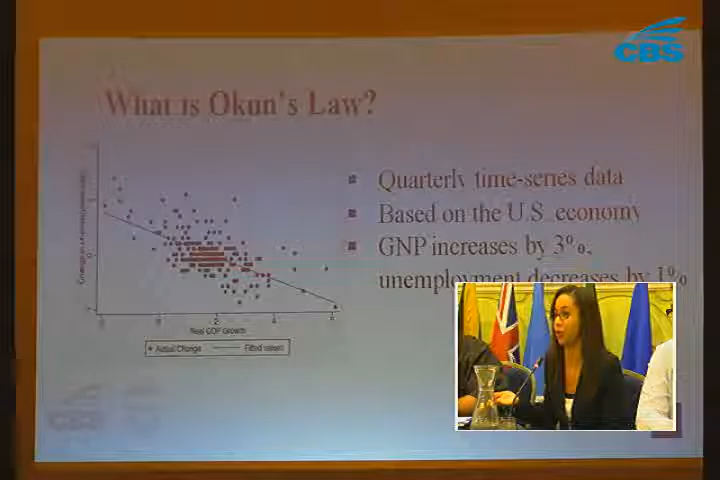 CBS
What is Okun's Law?
Quarterly time-series data
Based on the U.S. economy
GNP increases by 3%,
unemployment decreases by 1%
Real GDP Growth
Actual Change
Fitted values